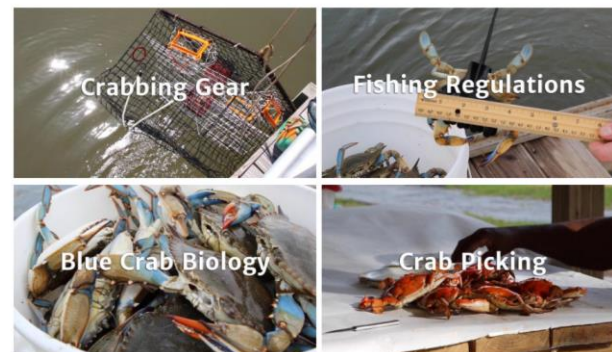 Crabbing Gear
Fishing Regulations
Blue Crab Biology
Crab Picking